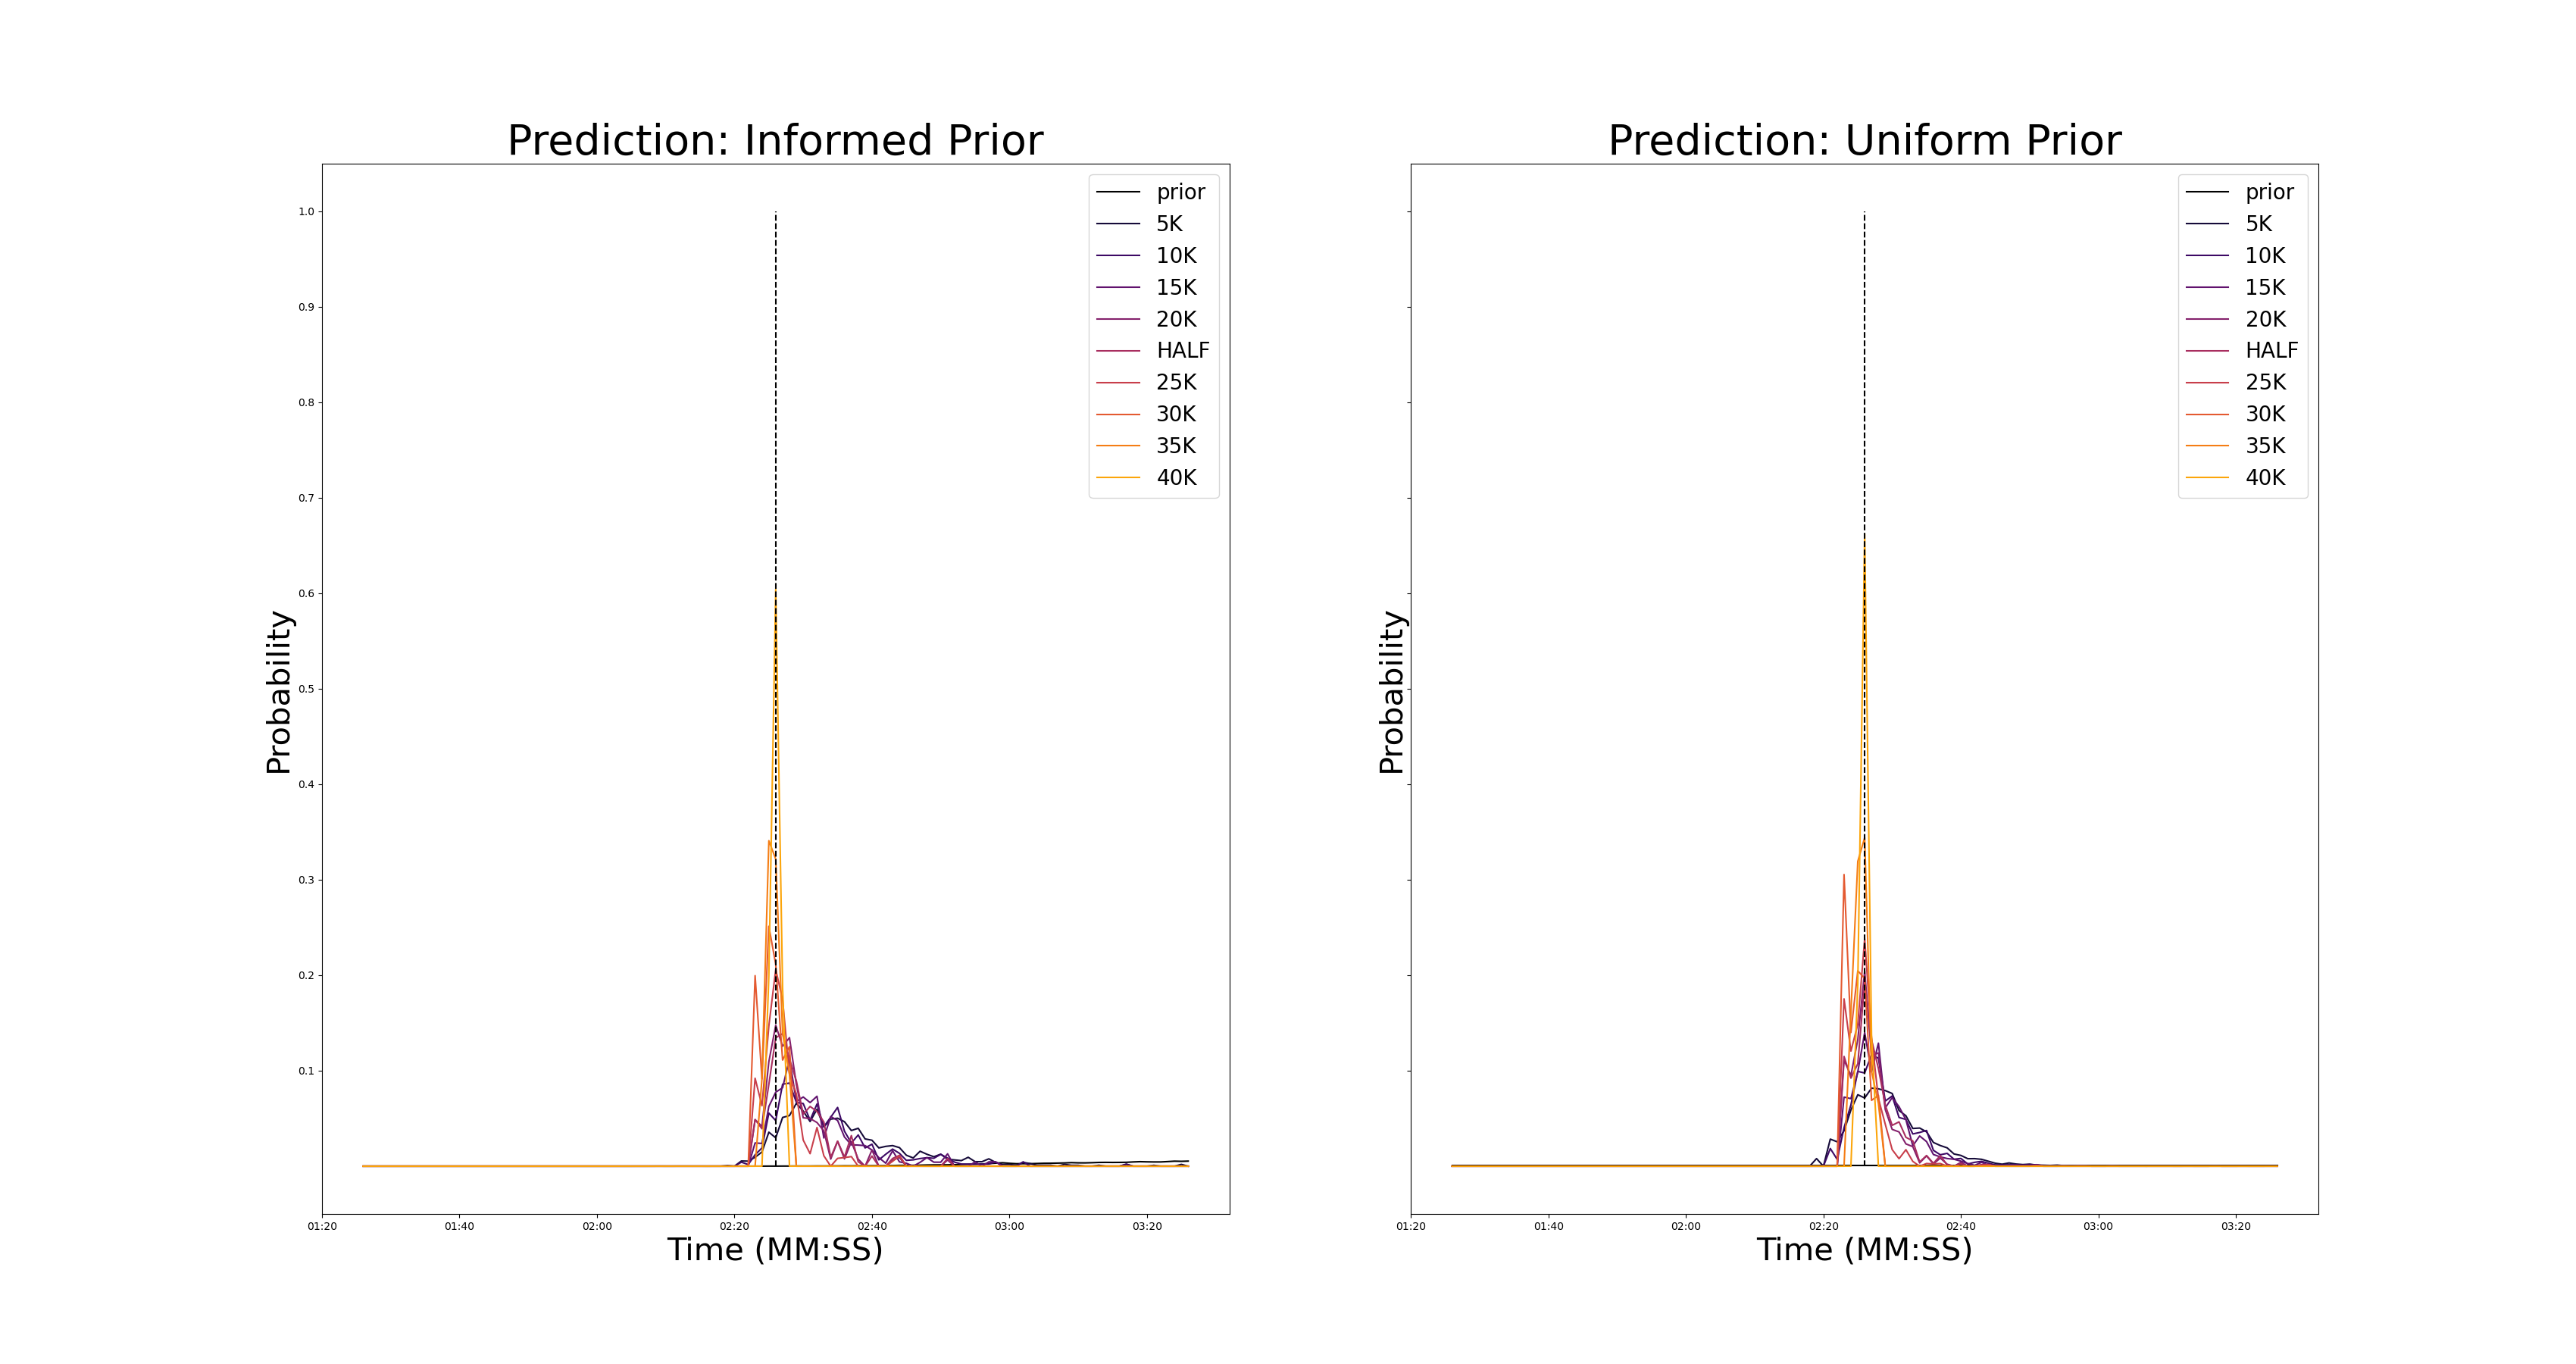 Prediction: Informed Prior
Probability
1.0
0.9
0.8
0.7
0.6
0.5
0.4
0.3
0.2
0.1
prior
5K
10K
15K
20K
HALF
25K
30K
35K
40K
01:20 01:40 02:00 02:20 02:40 03:00 03:20
Time (MM:SS)
Prediction: Uniform Prior
Probability
prior
5K
10K
15K
20K
HALF
25K
30K
35K
40K
01:20 01:40 02:00 02:20 02:40 03:00 03:20
Time (MM:SS)